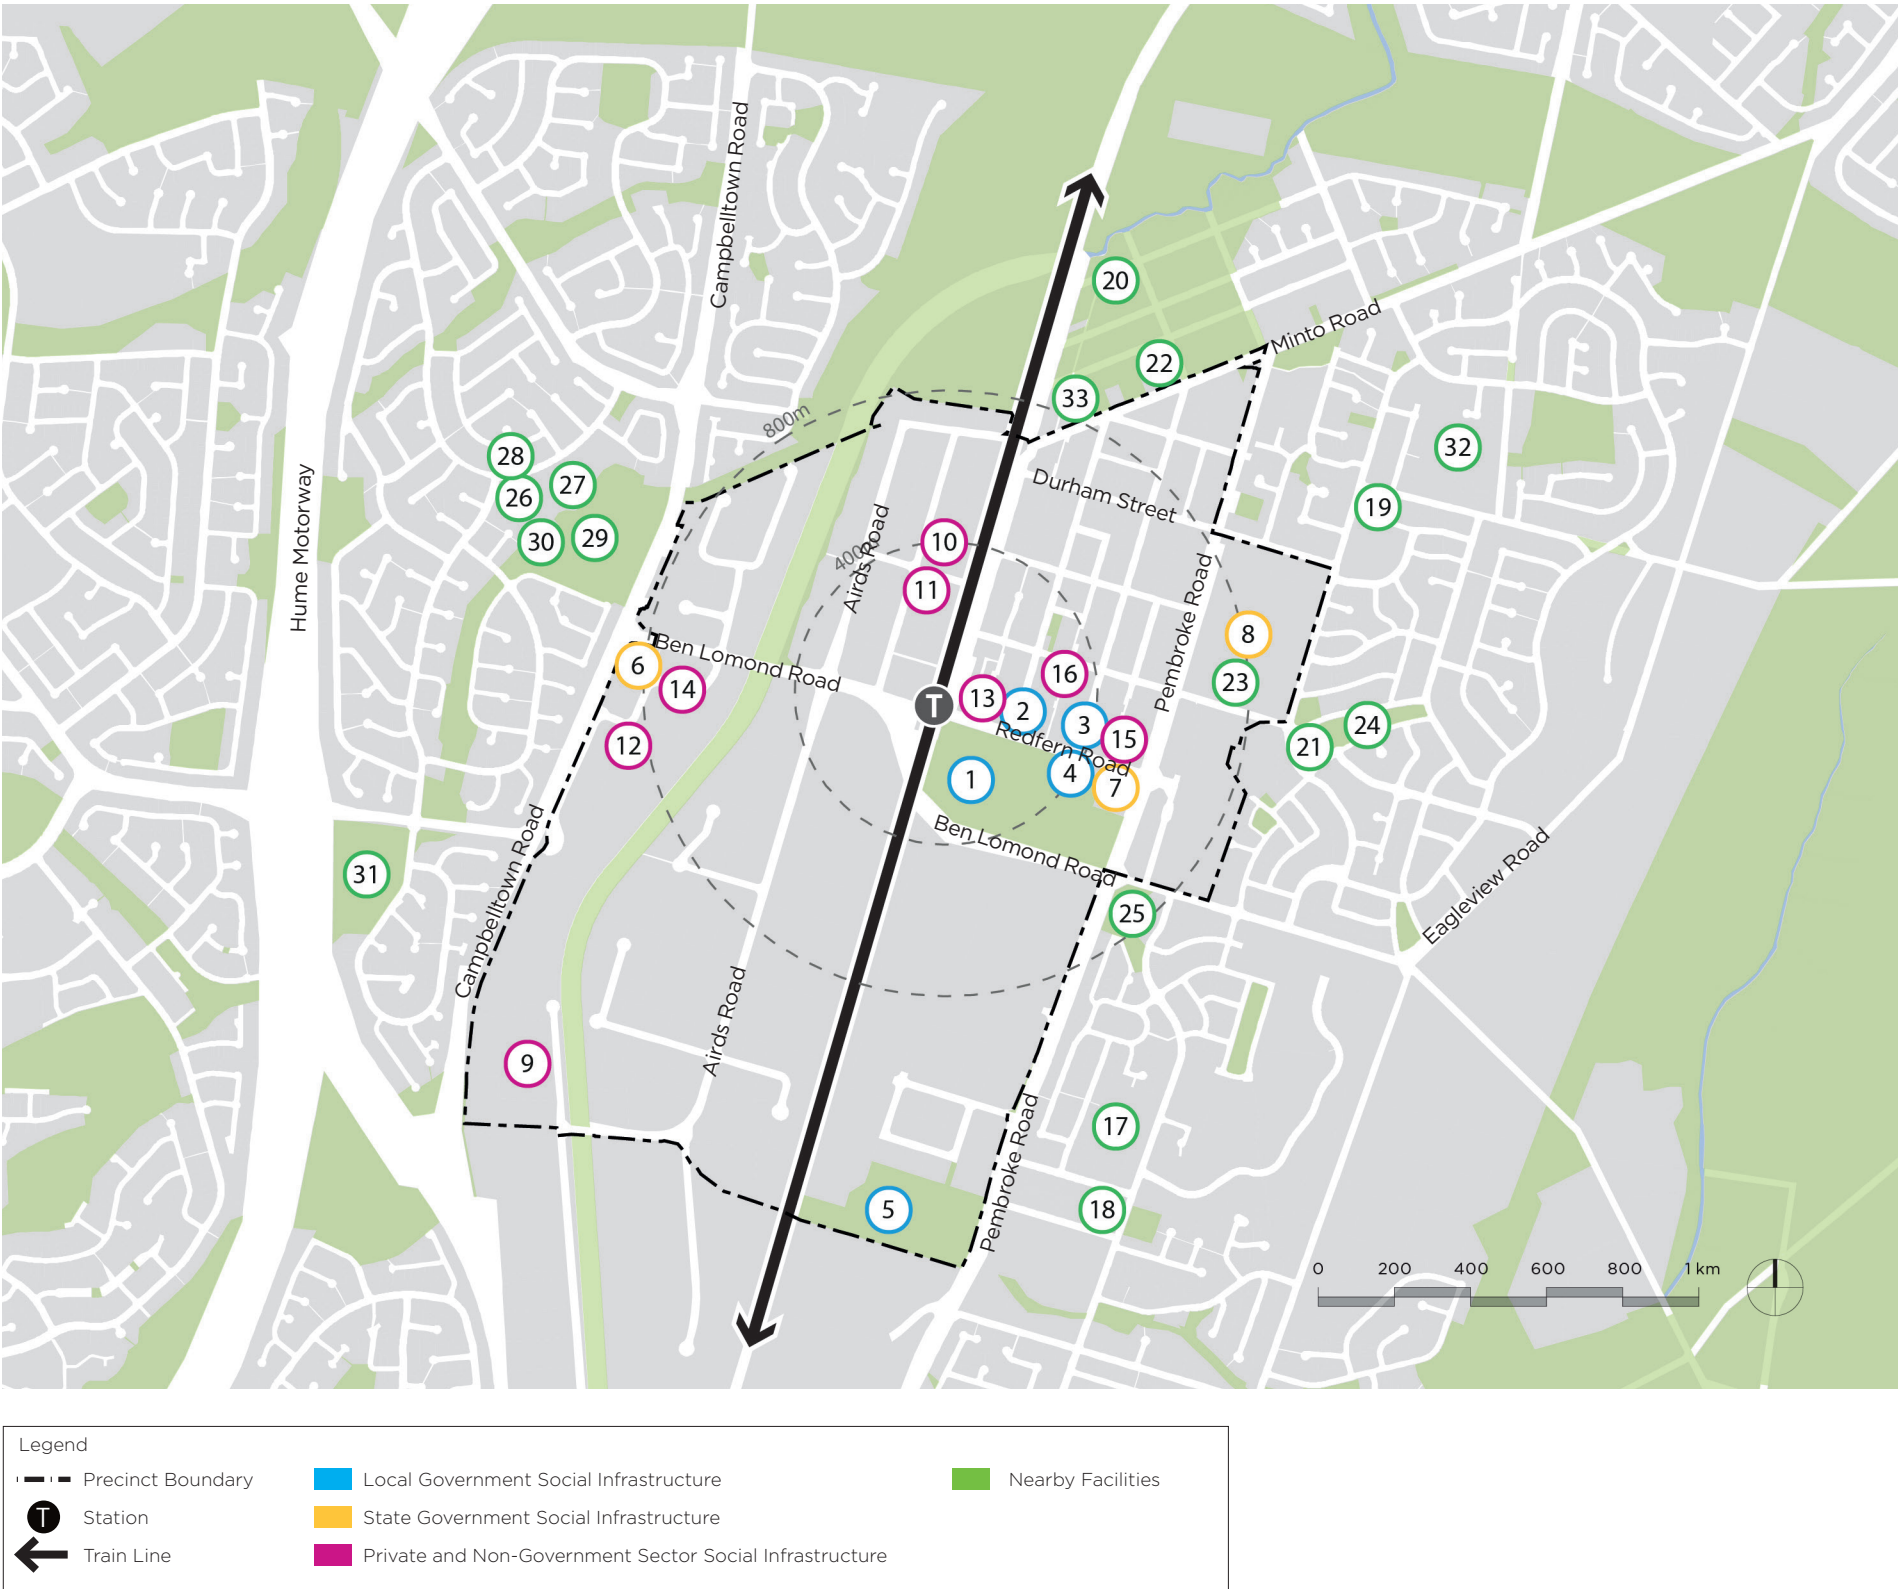 Campbelltown Road
20
Minto Road
22
33
800m
32
28
27
26
Durham Street
19
Hume Motorway
30
29
10
400m
Airds Road
11
Pembroke Road
8
Ben Lomond Road
6
14
16
23
13
2
T
3
15
24
12
Redfern Road
21
1
4
7
Ben Lomond Road
31
Campbelltown Road
Eagleview Road
25
Airds Road
9
17
Pembroke Road
5
18
0 200 400 600 800 1 km
Legend
Precinct Boundary
Local Government Social Infrastructure
Nearby Facilities
T
Station
State Government Social Infrastructure
Train Line
Private and Non-Government Sector Social Infrastructure